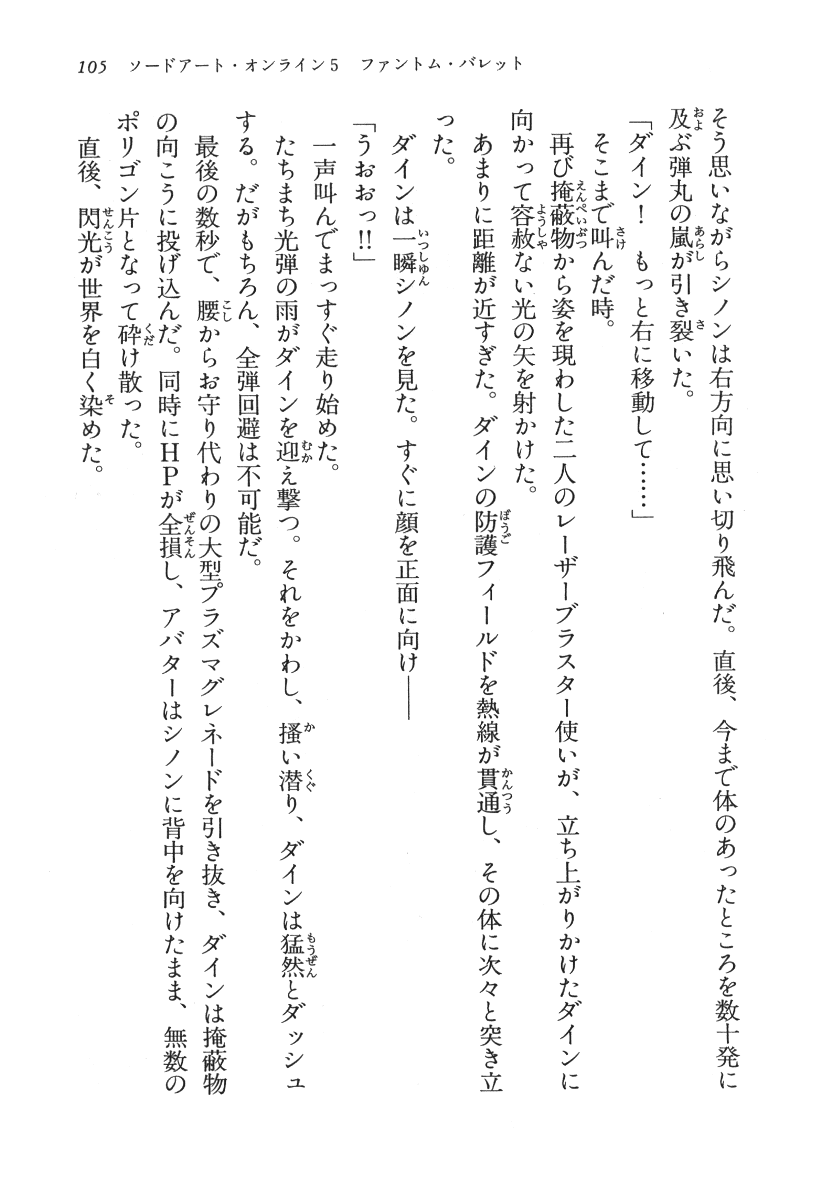 105 ソードアート・オンライン5 ファントム・バレット
そう思いながらシノンは右方向に思い切り飛んだ。直後、今まで体のあったところを数十発に
及ぶ弾丸の嵐が引き裂いた。
「ダイン！ もっと右に移動して……」
そこまで叫んだ時。
再び掩蔽物から姿を現わした二人のレーザーブラスター使いが、立ち上がりかけたダインに
向かって容赦ない光の矢を射かけた。
あまりに距離が近すぎた。ダインの防護フィールドを熱線が貫通し、その体に次々と突き立
った。
ダインは一瞬シノンを見た。すぐに顔を正面に向け――
「うおおっ!!」
一声叫んでまっすぐ走り始めた。
たちまち光弾の雨がダインを迎え撃つ。それをかわし、掻い潜り、ダインは猛然とダッシュ
する。だがもちろん、全弾回避は不可能だ。
最後の数秒で、腰からお守り代わりの大型プラズマグレネードを引き抜き、ダインは掩蔽物
の向こうに投げ込んだ。同時にHPが全損し、アバターはシノンに背中を向けたまま、無数の
ポリゴン片となって砕け散った。
直後、閃光が世界を白く染めた。